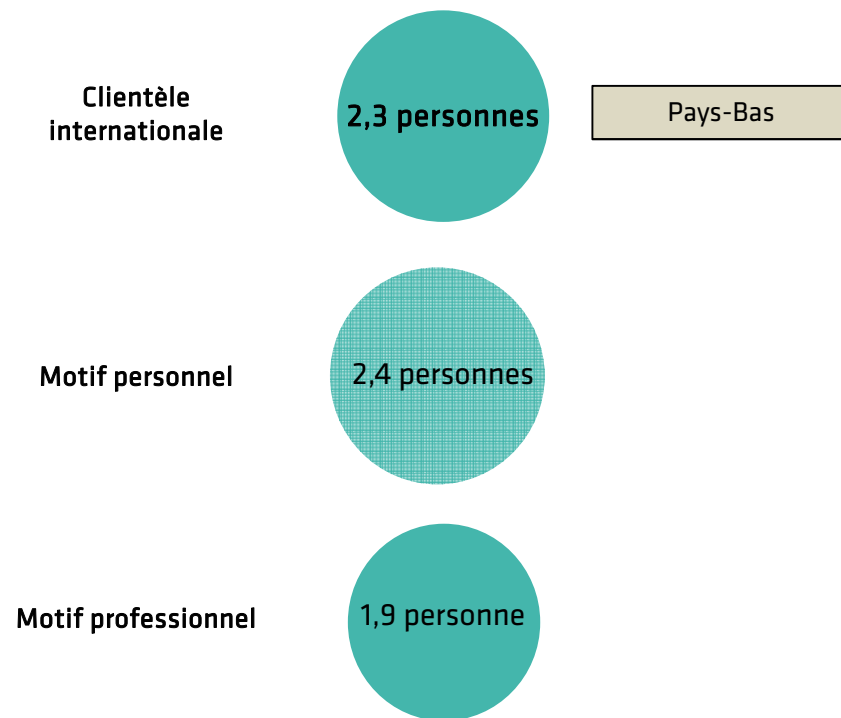 Clientèle
internationale
2,3 personnes
Pays-Bas
Motif personnel
2,4 personnes
Motif professionnel
1,9 personne